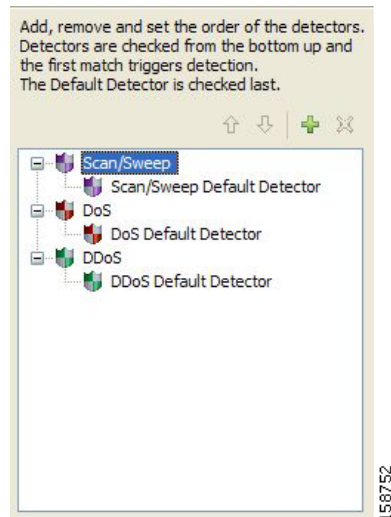 Add, remove and set the order of the detectors.
Detectors are checked from the bottom up and
the first match triggers detection.
The Default Detector is checked last.
Scan/Sweep
Scan/Sweep Default Detector
DoS
DoS Default Detector
DDoS
DDoS Default Detector
158752